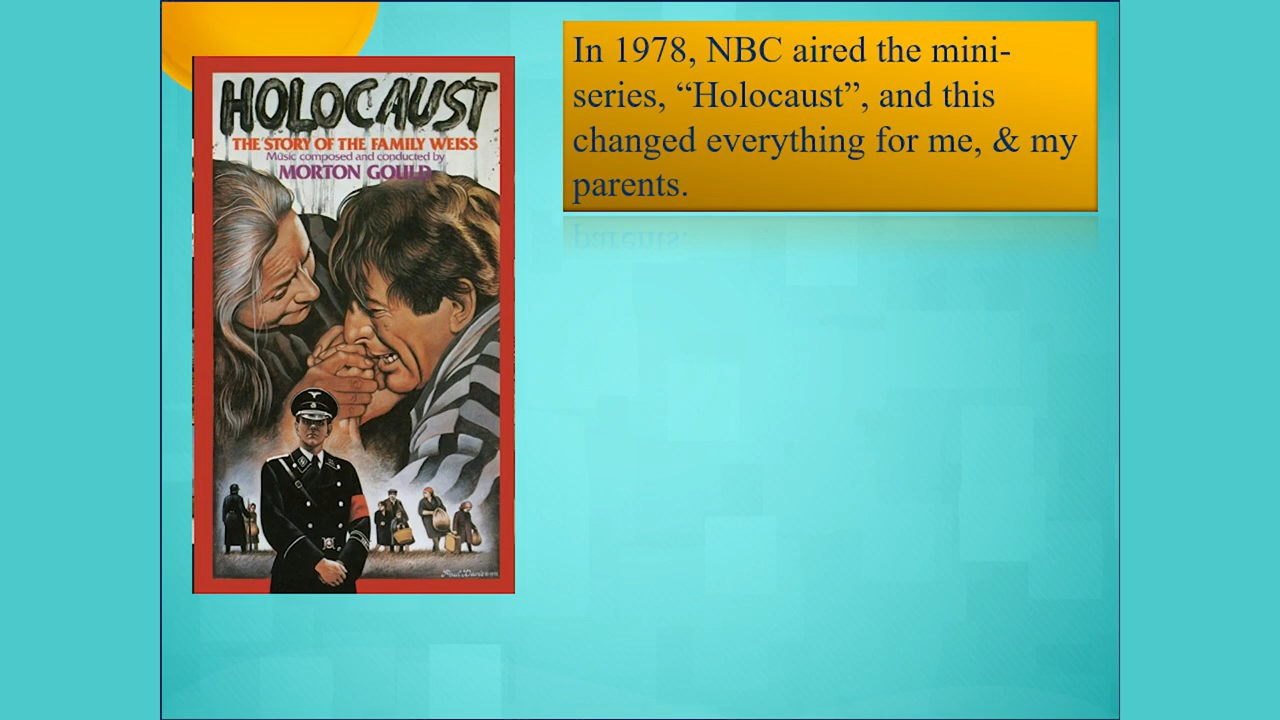 HOLOCAUST
THE STORY OF THE FAMILY WEISS
Music composed and conducted by
MORTON GOULD
In 1978, NBC aired the mini-
series, “Holocaust”, and this
changed everything for me, & my
parents.